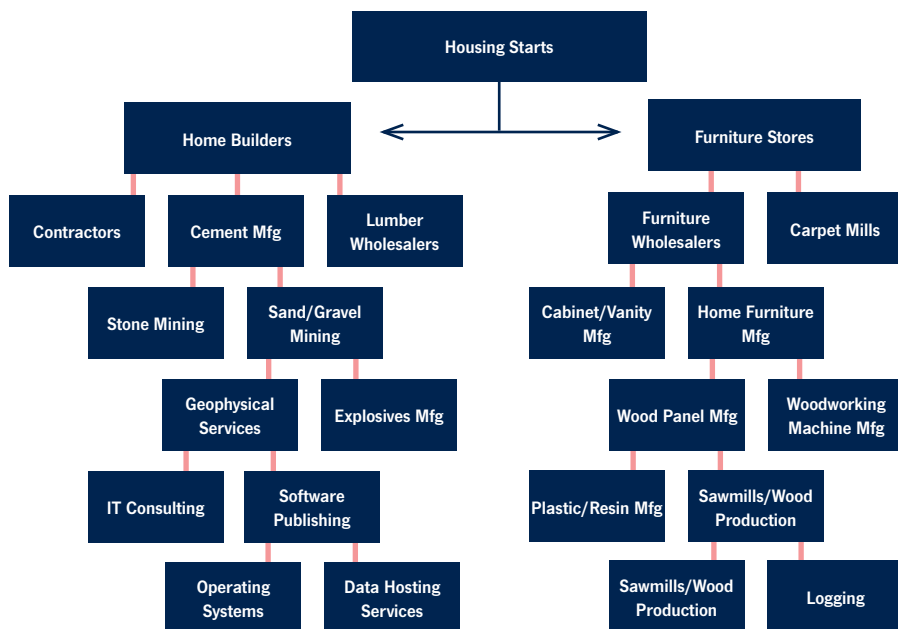 Housing Starts
Home Builders
Furniture Stores
Contractors
Cement Mfg
Lumber
Wholesalers
Furniture
Wholesalers
Carpet Mills
Stone Mining
Sand/Gravel
Mining
Cabinet/Vanity
Mfg
Home Furniture
Mfg
Geophysical
Services
Explosives Mfg
Wood Panel Mfg
Woodworking
Machine Mfg
IT Consulting
Software
Publishing
Plastic/Resin Mfg
Sawmills/Wood
Production
Operating
Systems
Data Hosting
Services
Sawmills/Wood
Production
Logging